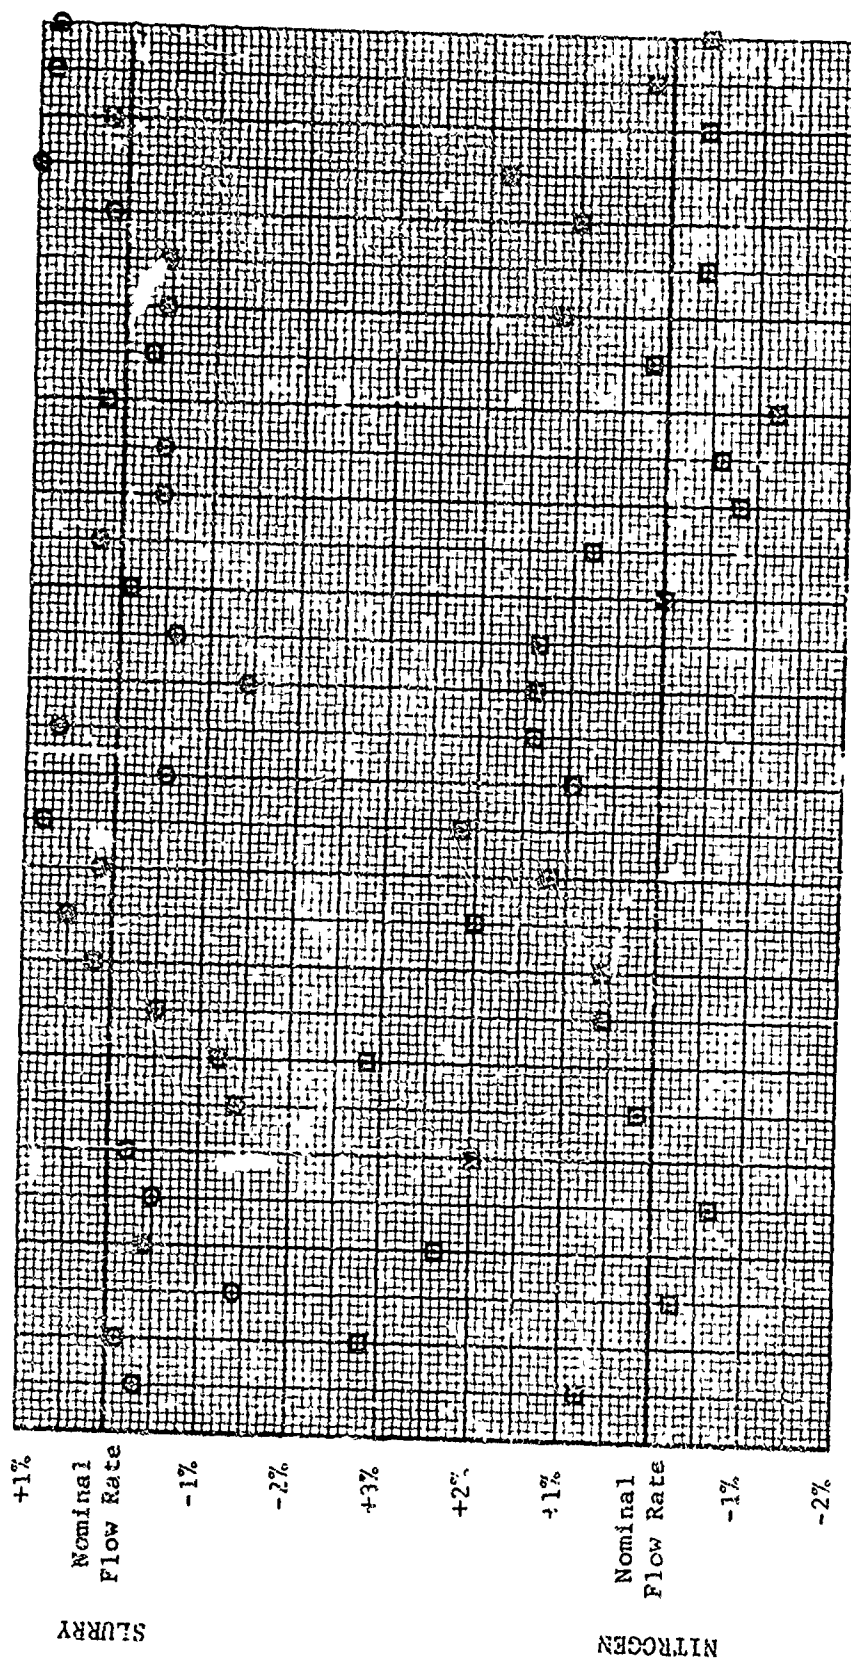 SLURRY
+1%
Nominal
Flow Rate
-1%
-2%
+3%
+2%
+1%
Nominal
Flow Rate
-1%
-2%
NITROGEN